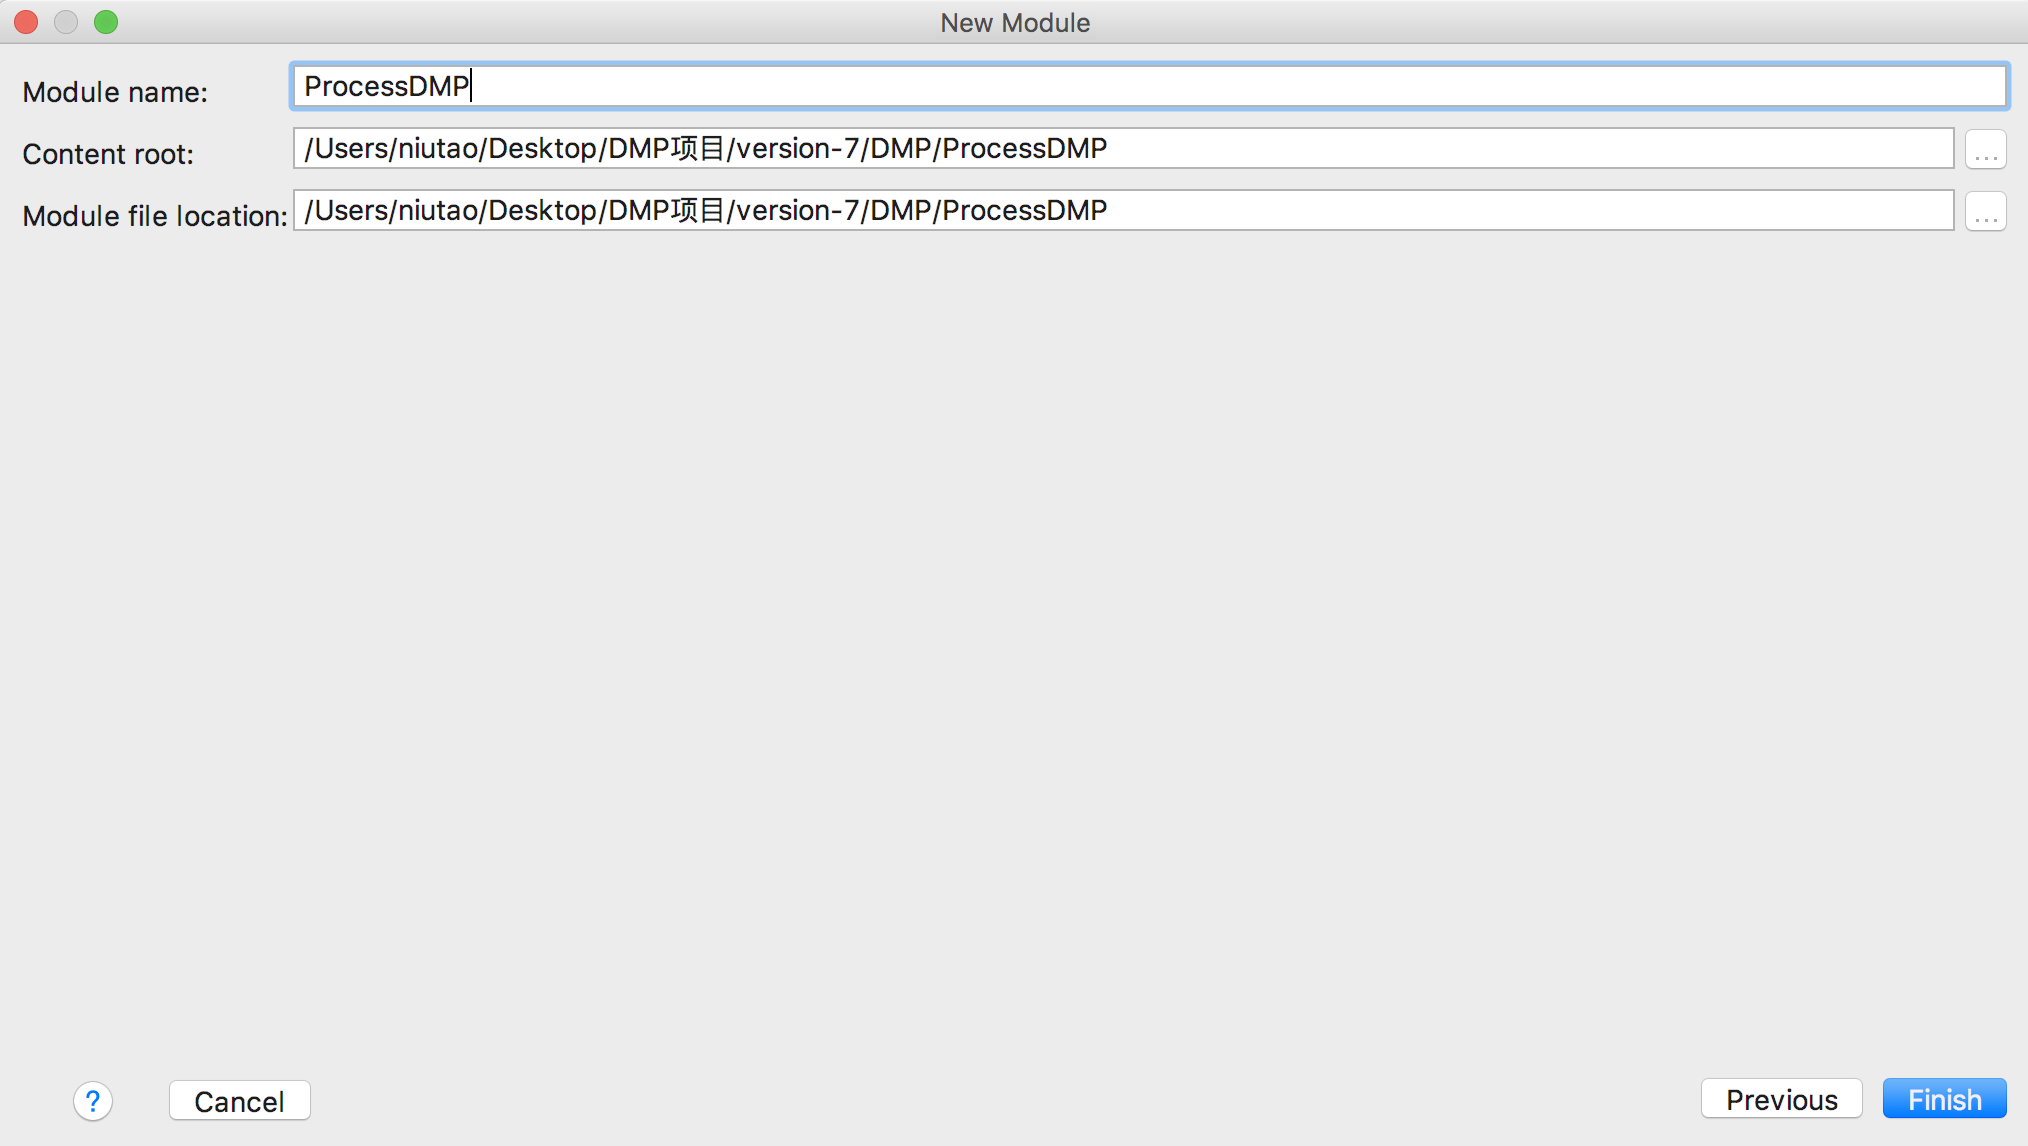 New Module
Module name: ProcessDMP
Content root: /Users/niutao/Desktop/DMP项目/version-7/DMP/ProcessDMP ...
Module file location: /Users/niutao/Desktop/DMP项目/version-7/DMP/ProcessDMP ...
? Cancel Previous Finish